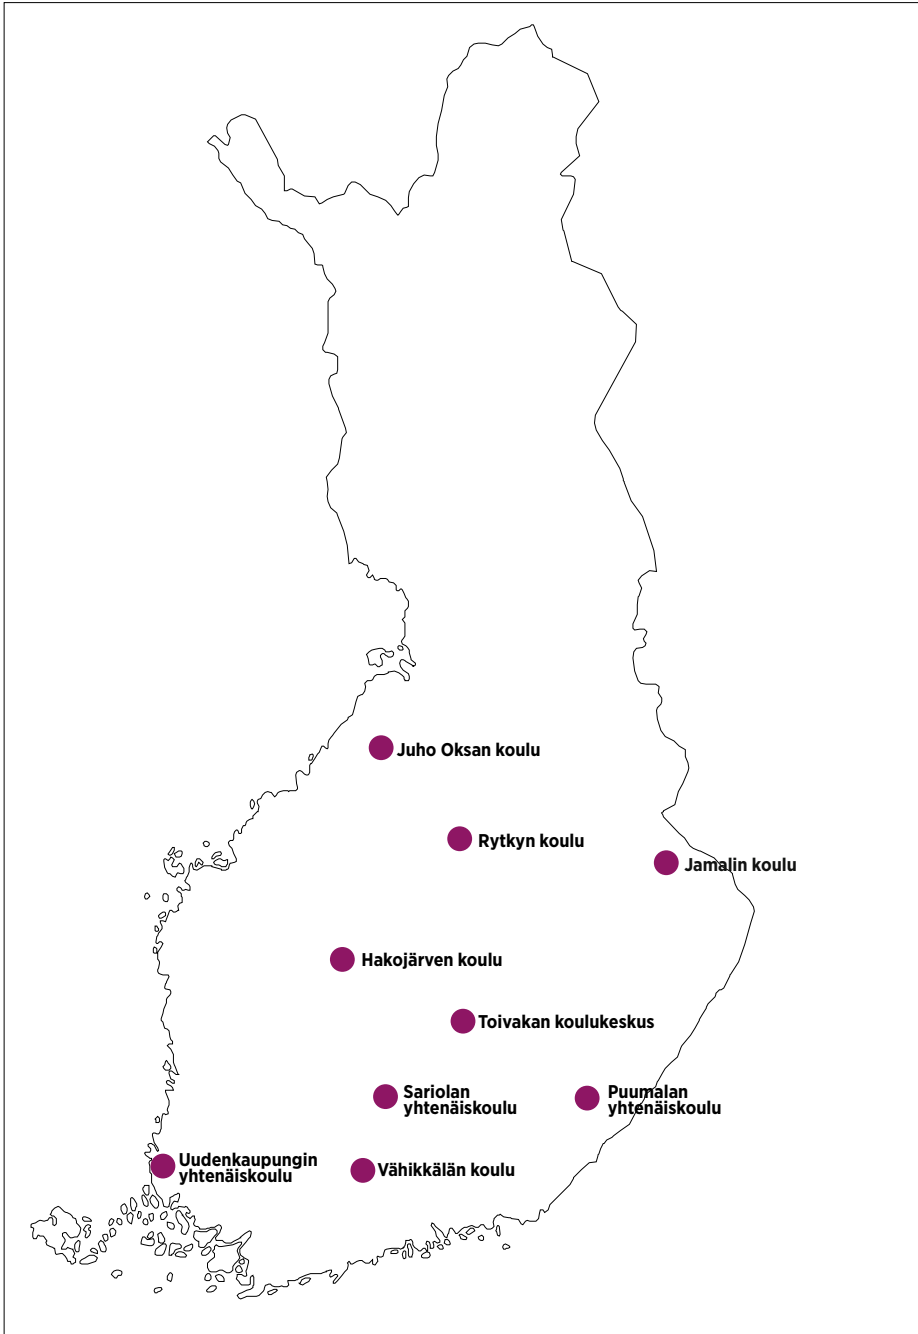 Juho Oksan koulu
Rytkyn koulu
Jamalin koulu
Hakojärven koulu
Toivakan koulukeskus
Sariolan
yhtenäiskoulu
Puumalan
yhtenäiskoulu
Uudenkaupungin
yhtenäiskoulu
Vähikkälän koulu